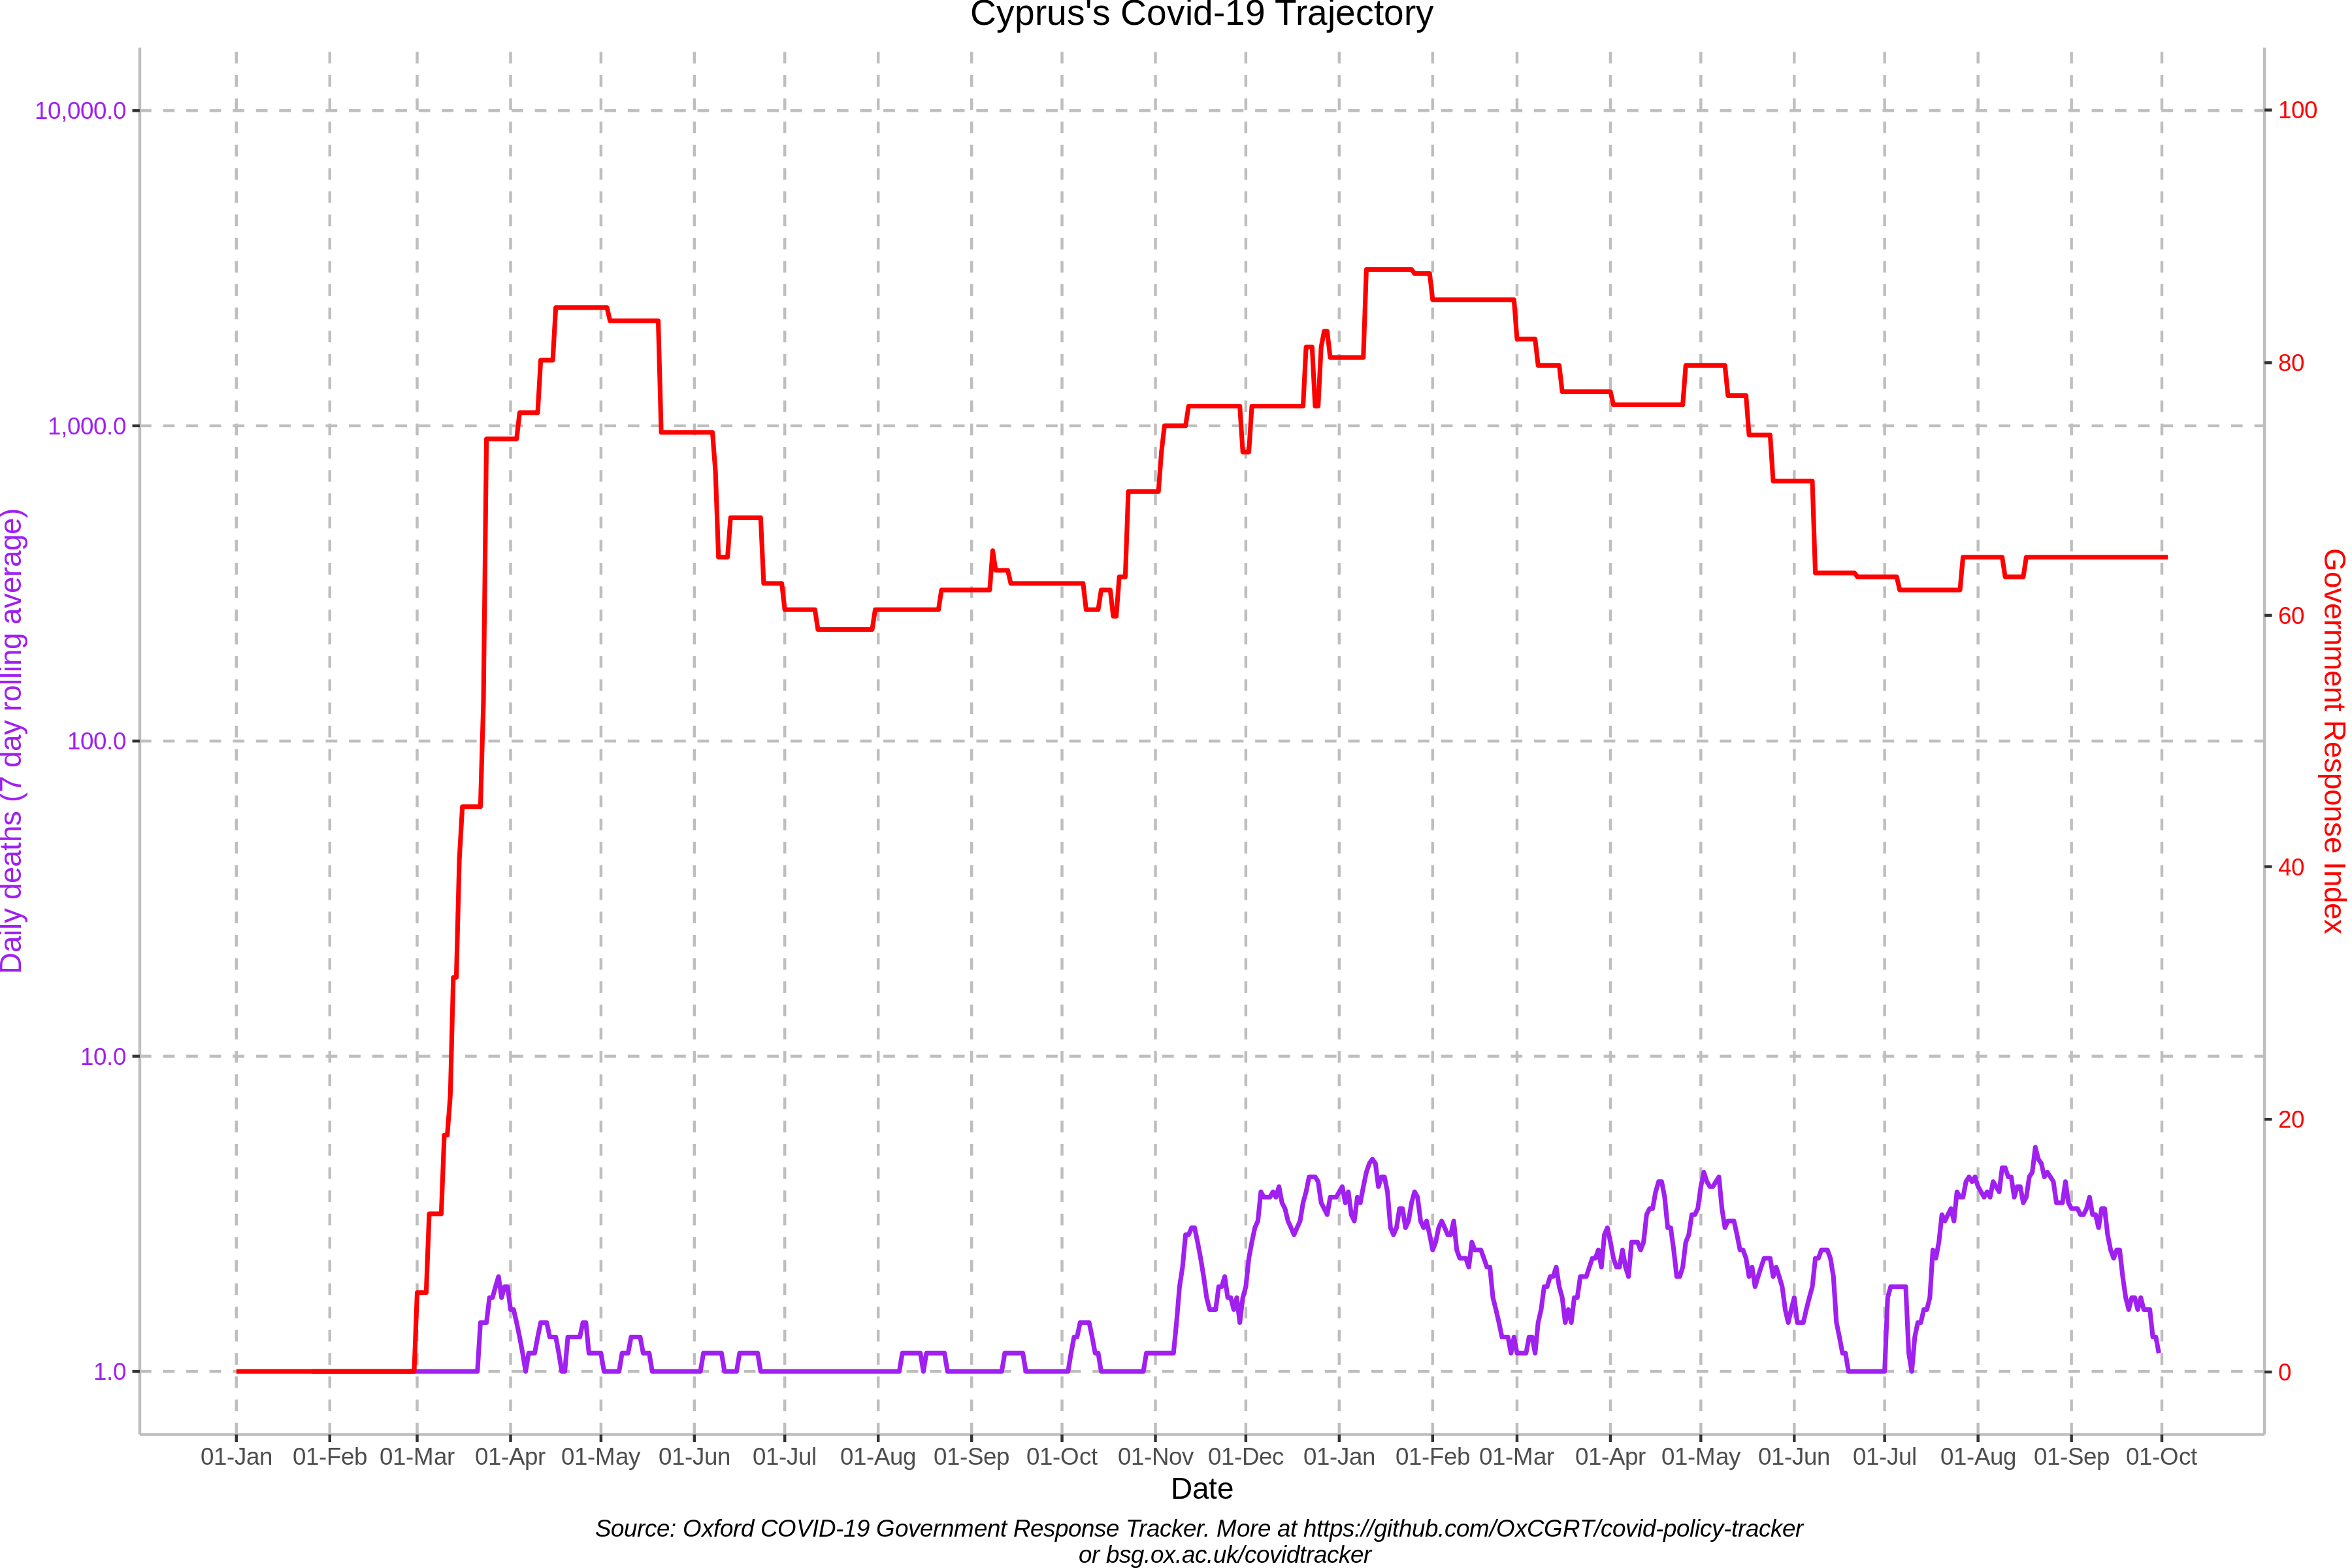 Cyprus's Covid-19 Trajectory
10,000.0
1,000.0
100.0
10.0
1.0
Daily deaths (7 day rolling average)
100
80
60
40
20
0
Government Response Index
01-Jan 01-Feb 01-Mar 01-Apr 01-May 01-Jun 01-Jul 01-Aug 01-Sep 01-Oct 01-Nov 01-Dec 01-Jan 01-Feb 01-Mar 01-Apr 01-May 01-Jun 01-Jul 01-Aug 01-Sep 01-Oct
Date
Source: Oxford COVID-19 Government Response Tracker. More at https://github.com/OxCGRT/covid-policy-tracker
or bsg.ox.ac.uk/covidtracker